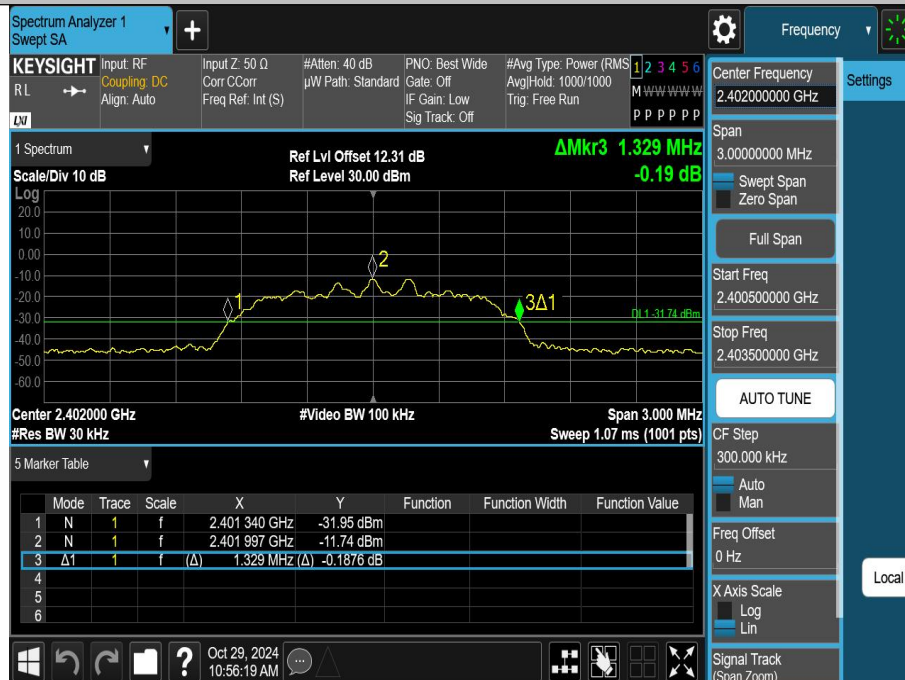 Spectrum Analyzer 1
Swept SA
Frequency
KEYSIGHT
RL
LXI
Input: RF
Coupling: DC
Align: Auto
Input Z: 50 Ω
Corr CCorr
Freq Ref: Int (S)
#Atten: 40 dB
µW Path: Standard
PNO: Best Wide
Gate: Off
IF Gain: Low
Sig Track: Off
#Avg Type: Power (RMS
Avg|Hold: 1000/1000
Trig: Free Run
1 2 3 4 5 6
M W W W W W
P P P P P P
1 Spectrum
Scale/Div 10 dB
Ref Lvl Offset 12.31 dB
Ref Level 30.00 dBm
ΔMkr3 1.329 MHz
-0.19 dB
Log
20.0
10.0
0.00
-10.0
-20.0
-30.0
-40.0
-50.0
-60.0
1
2
3Δ1
DL1 -31.74 dBm
Center 2.402000 GHz
#Video BW 100 kHz
Span 3.000 MHz
#Res BW 30 kHz
Sweep 1.07 ms (1001 pts)
5 Marker Table
Mode Trace Scale X Y Function Function Width Function Value
1 N 1 f 2.401 340 GHz -31.95 dBm
2 N 1 f 2.401 997 GHz -11.74 dBm
3 Δ1 1 f (Δ) 1.329 MHz (Δ) -0.1876 dB
4
5
6
Oct 29, 2024
10:56:19 AM
Center Frequency
2.402000000 GHz
Settings
Span
3.00000000 MHz
Swept Span
Zero Span
Full Span
Start Freq
2.400500000 GHz
Stop Freq
2.403500000 GHz
AUTO TUNE
CF Step
300.000 kHz
Auto
Man
Freq Offset
0 Hz
Local
X Axis Scale
Log
Lin
Signal Track
(Span Zoom)